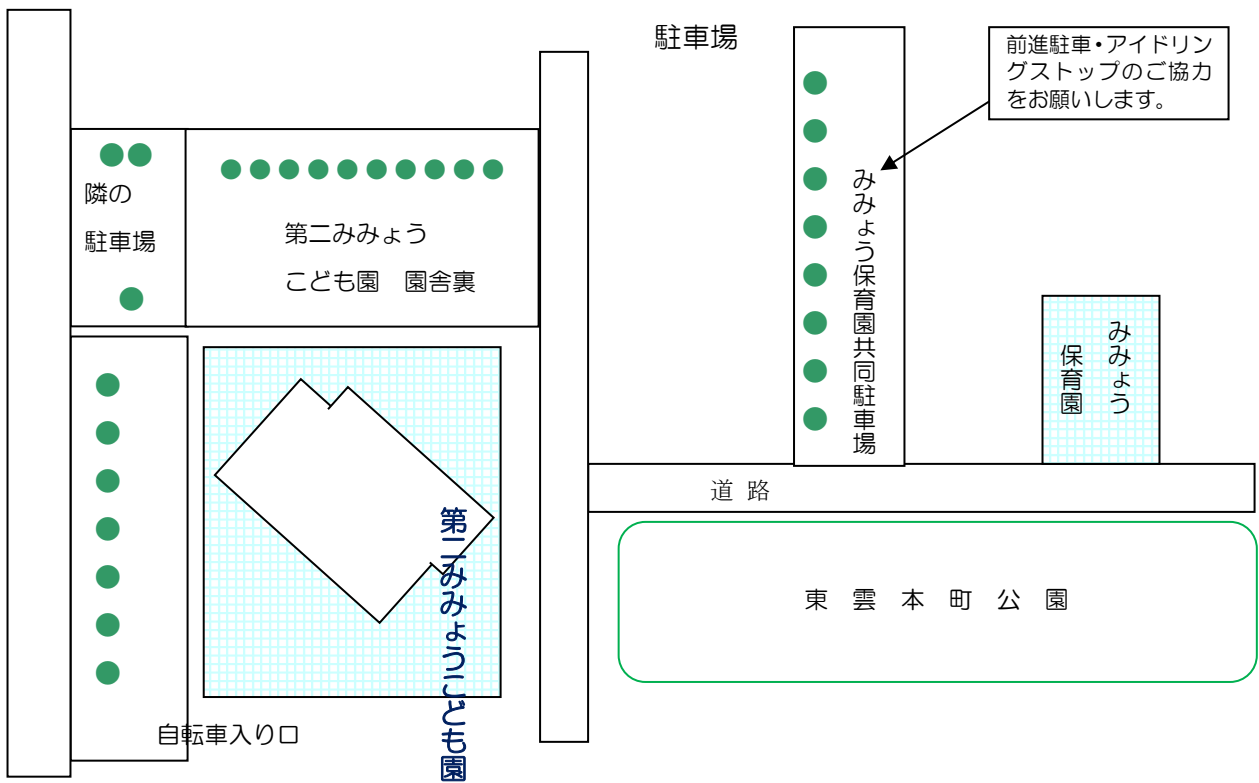 駐車場
前進駐車・アイドリン
グストップのご協力
をお願いします。
隣の
駐車場
第二みみょう
こども園　園舎裏
みみょう保育園共同駐車場
みみょう
保育園
道 路
第二みみょうこども園
東 雲 本 町 公 園
自転車入り口